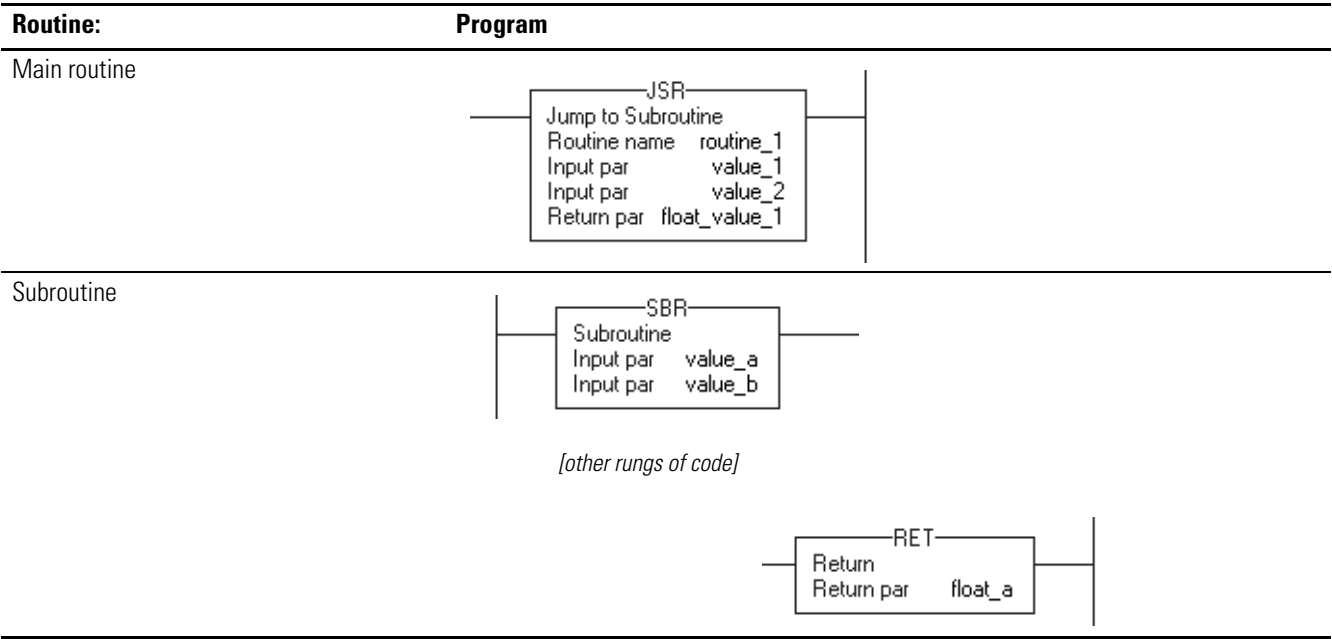 Routine: Program
Main routine
JSR
Jump to Subroutine
Routine name routine_1
Input par value_1
Input par value_2
Return par float_value_1
Subroutine
SBR
Subroutine
Input par value_a
Input par value_b
[other rungs of code]
RET
Return
Return par float_a